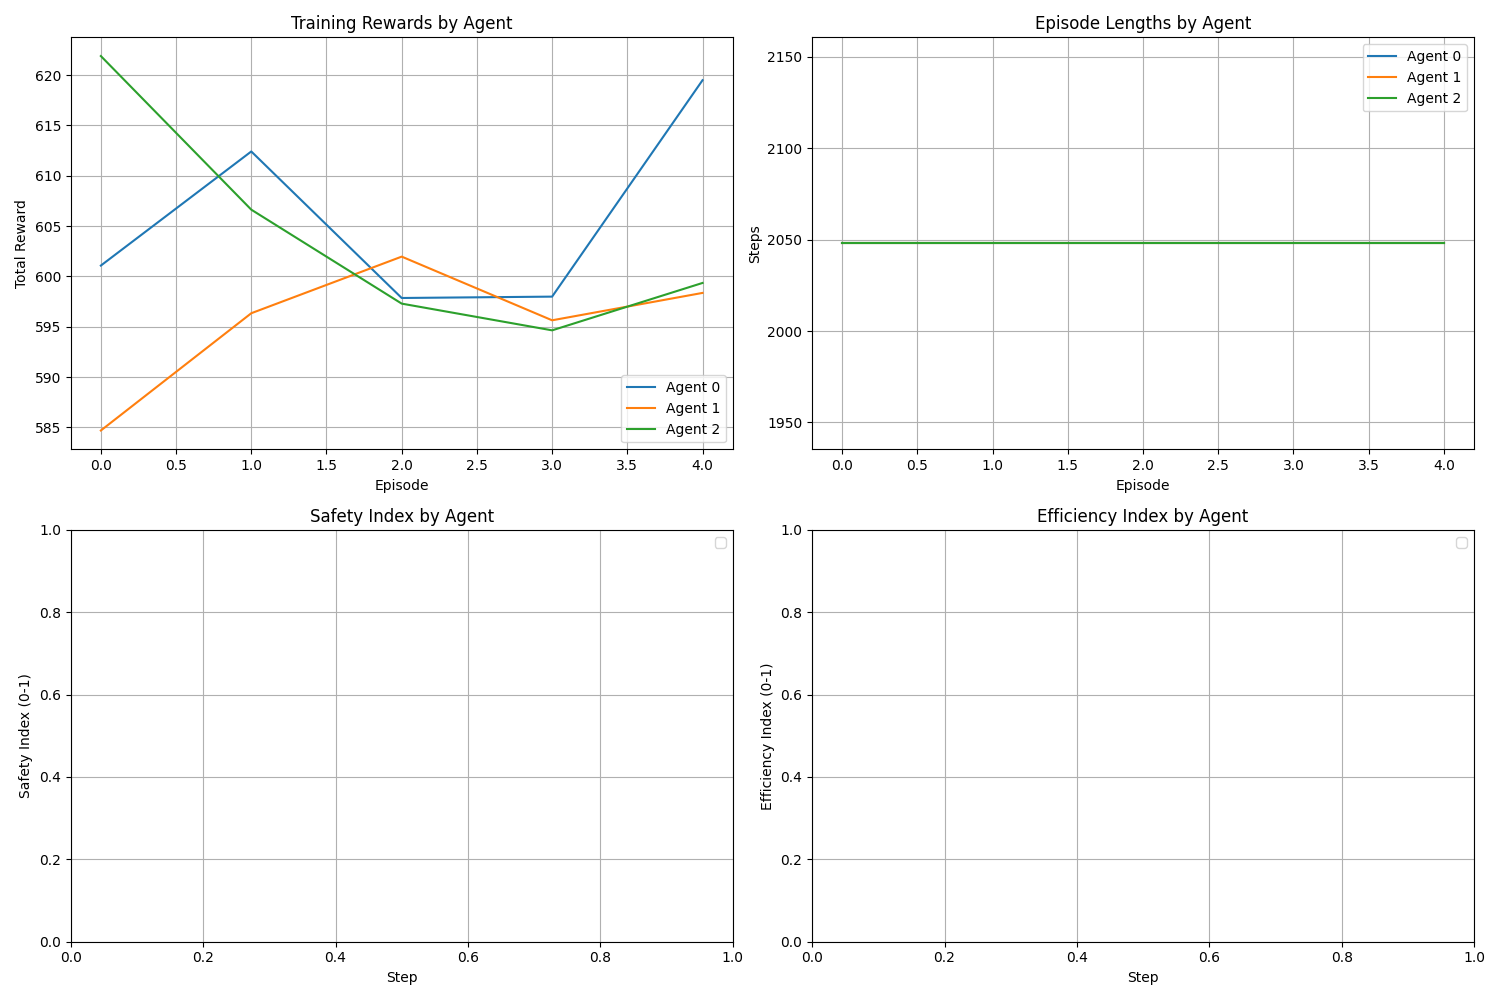 Training Rewards by Agent
Total Reward
620
615
610
605
600
595
590
585
Agent 0
Agent 1
Agent 2
0.0 0.5 1.0 1.5 2.0 2.5 3.0 3.5 4.0
Episode
Episode Lengths by Agent
Steps
2150
2100
2050
2000
1950
Agent 0
Agent 1
Agent 2
0.0 0.5 1.0 1.5 2.0 2.5 3.0 3.5 4.0
Episode
Safety Index by Agent
Safety Index (0-1)
1.0
0.8
0.6
0.4
0.2
0.0
0.0 0.2 0.4 0.6 0.8 1.0
Step
Efficiency Index by Agent
Efficiency Index (0-1)
1.0
0.8
0.6
0.4
0.2
0.0
0.0 0.2 0.4 0.6 0.8 1.0
Step